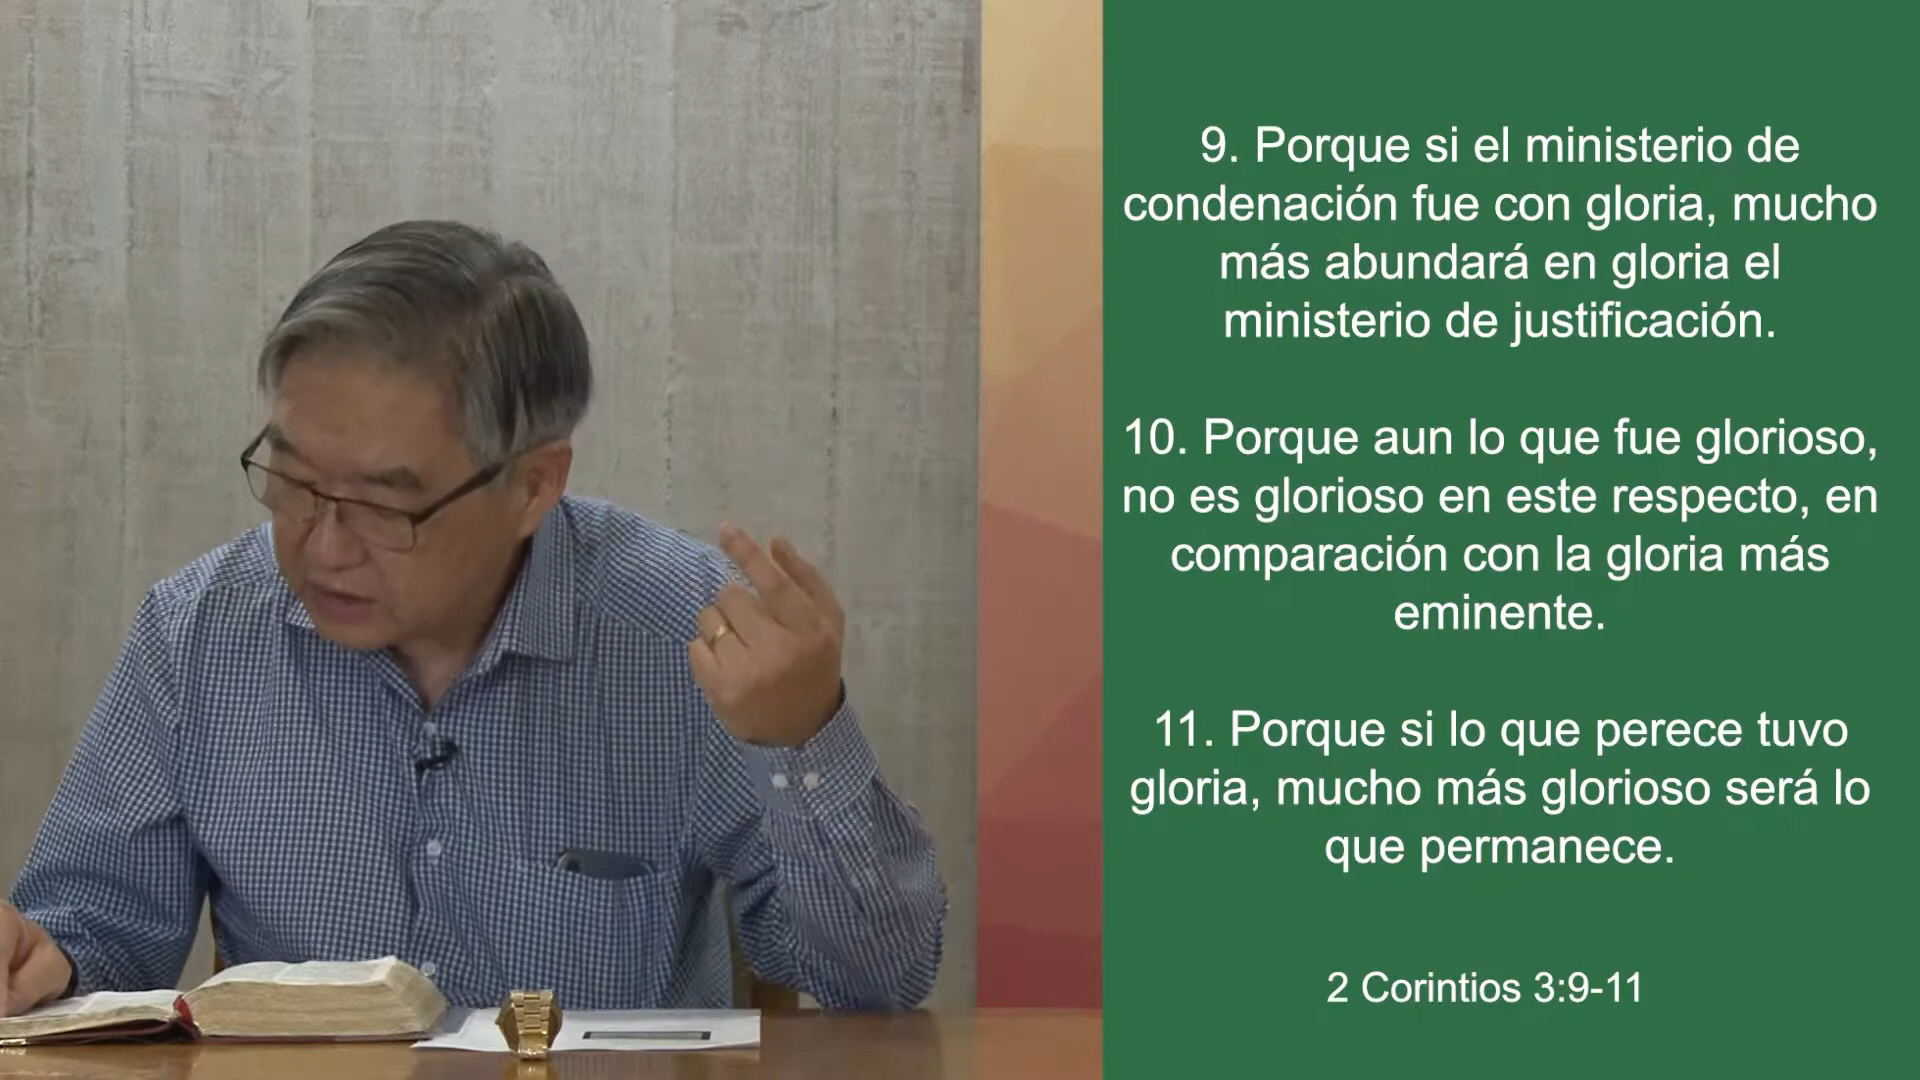 9. Porque si el ministerio de
condenación fue con gloria, mucho
más abundará en gloria el
ministerio de justificación.
10. Porque aun lo que fue glorioso,
no es glorioso en este respecto, en
comparación con la gloria más
eminente.
11. Porque si lo que perece tuvo
gloria, mucho más glorioso será lo
que permanece.
2 Corintios 3:9-11